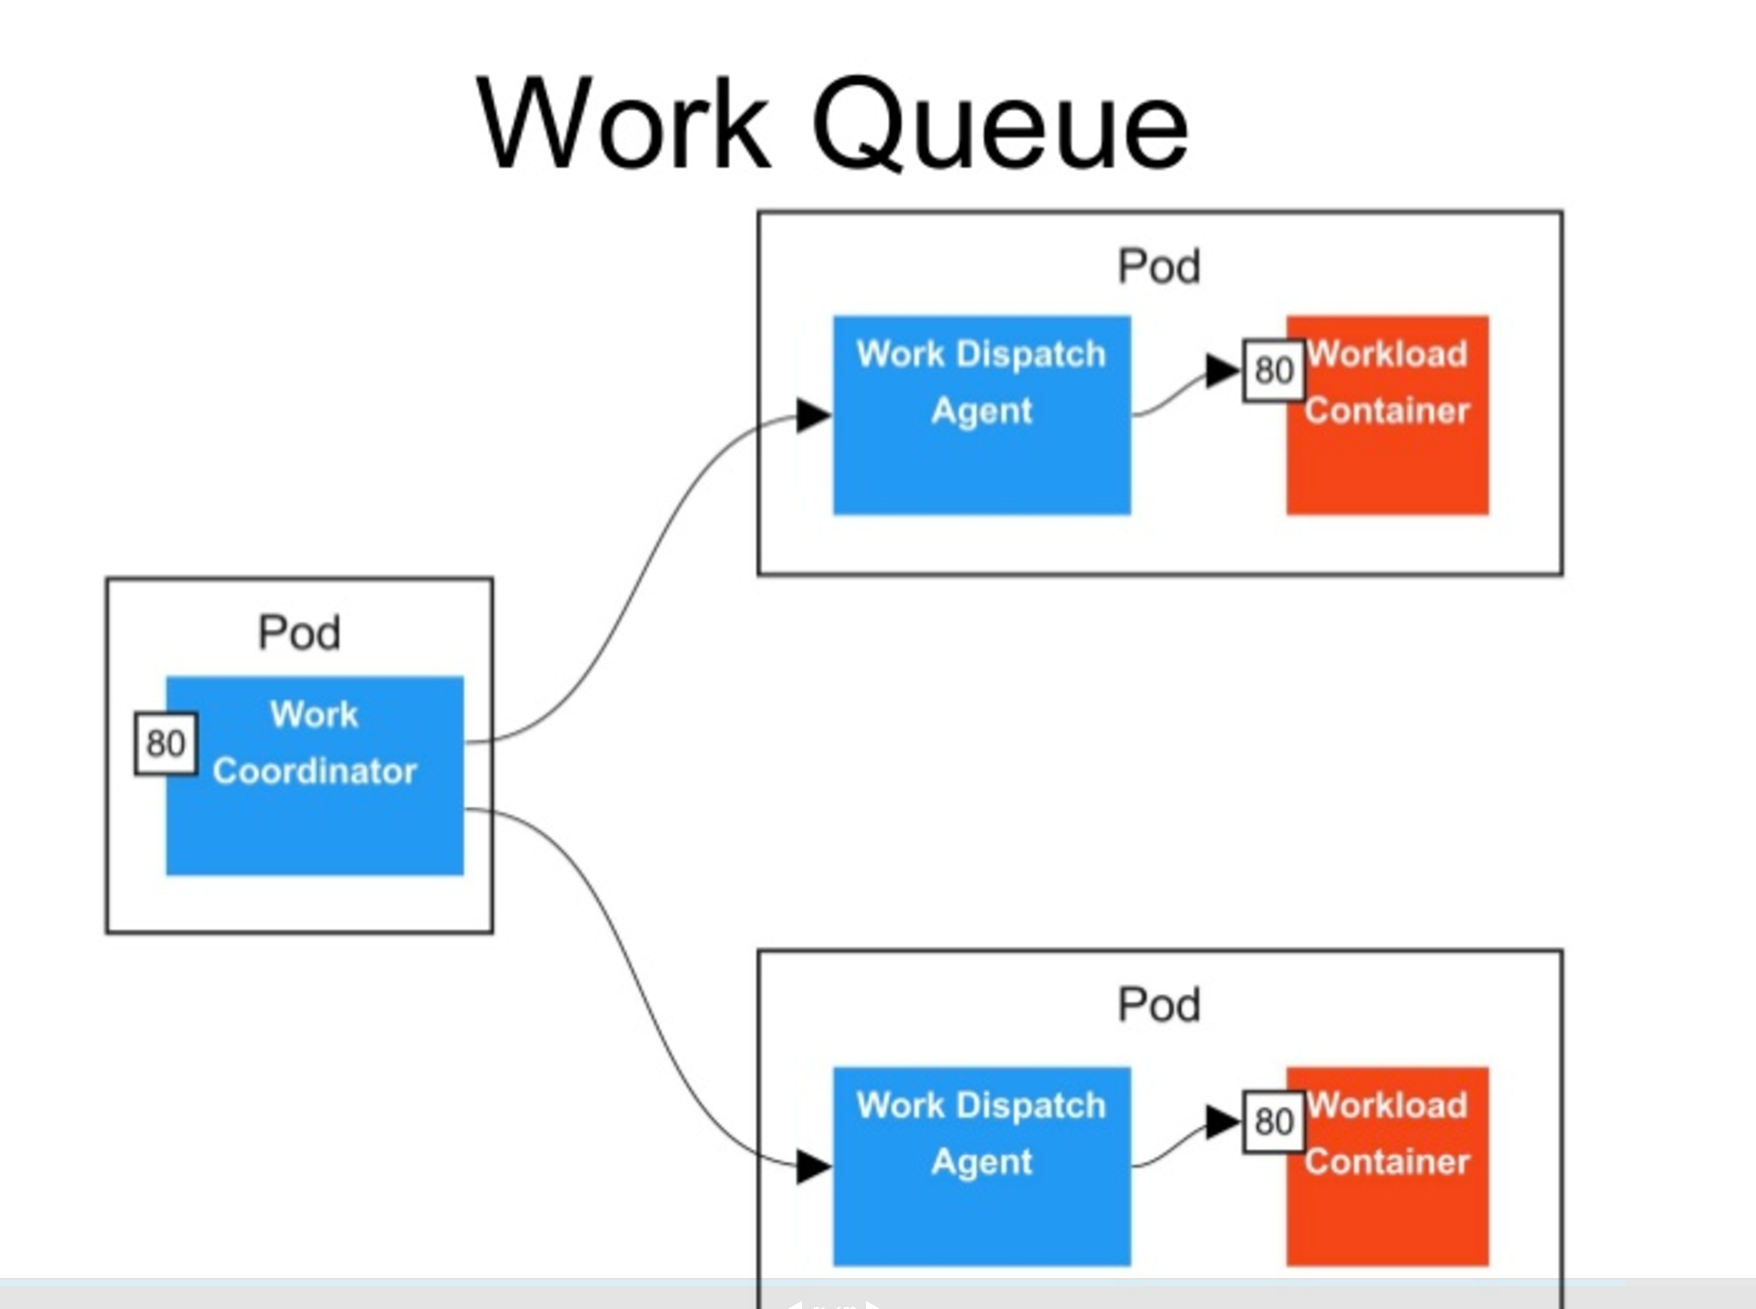 Work Queue
Pod
Work Dispatch
Agent
80
Workload
Container
Pod
80
Work
Coordinator
Pod
Work Dispatch
Agent
80
Workload
Container